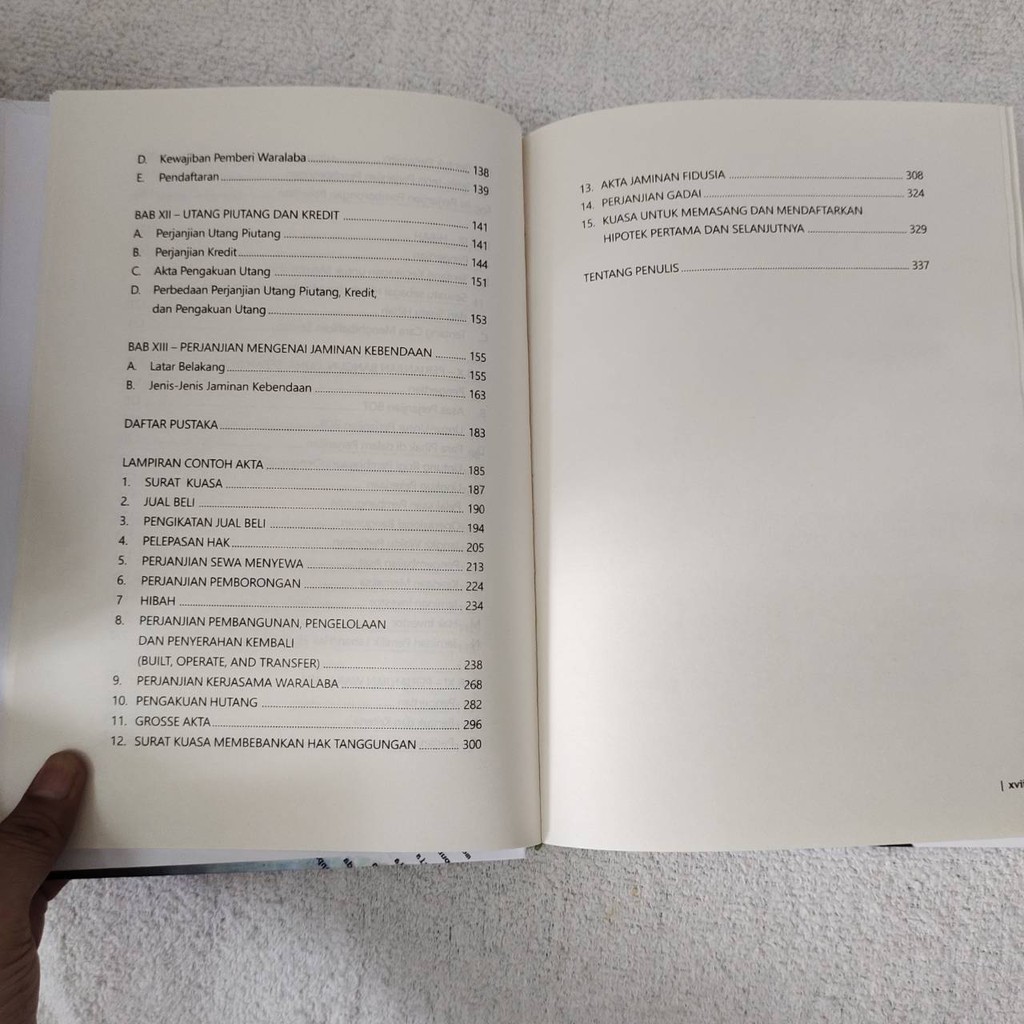 D. Kewajiban Pemberi Waralaba 138
E. Pendaftaran 139
BAB XII – UTANG PIUTANG DAN KREDIT 141
A. Perjanjian Utang Piutang 141
B. Perjanjian Kredit 144
C. Akta Pengakuan Utang 151
D. Perbedaan Perjanjian Utang Piutang, Kredit,
dan Pengakuan Utang 153
BAB XIII – PERJANJIAN MENGENAI JAMINAN KEBENDAAN 155
A. Latar Belakang 155
B. Jenis-Jenis Jaminan Kebendaan 163
DAFTAR PUSTAKA 183
LAMPIRAN CONTOH AKTA 185
1. SURAT KUASA 187
2. JUAL BELI 190
3. PENGIKATAN JUAL BELI 194
4. PELEPASAN HAK 205
5. PERJANJIAN SEWA MENYEWA 213
6. PERJANJIAN PEMBORONGAN 224
7 HIBAH 234
8. PERJANJIAN PEMBANGUNAN, PENGELOLAAN
DAN PENYERAHAN KEMBALI
(BUILT, OPERATE, AND TRANSFER) 238
9. PERJANJIAN KERJASAMA WARALABA 268
10. PENGAKUAN HUTANG 282
11. GROSSE AKTA 296
12. SURAT KUASA MEMBEBANKAN HAK TANGGUNGAN 300
13. AKTA JAMINAN FIDUSIA 308
14. PERJANJIAN GADAI 324
15. KUASA UNTUK MEMASANG DAN MENDAFTARKAN
HIPOTEK PERTAMA DAN SELANJUTNYA 329
TENTANG PENULIS 337